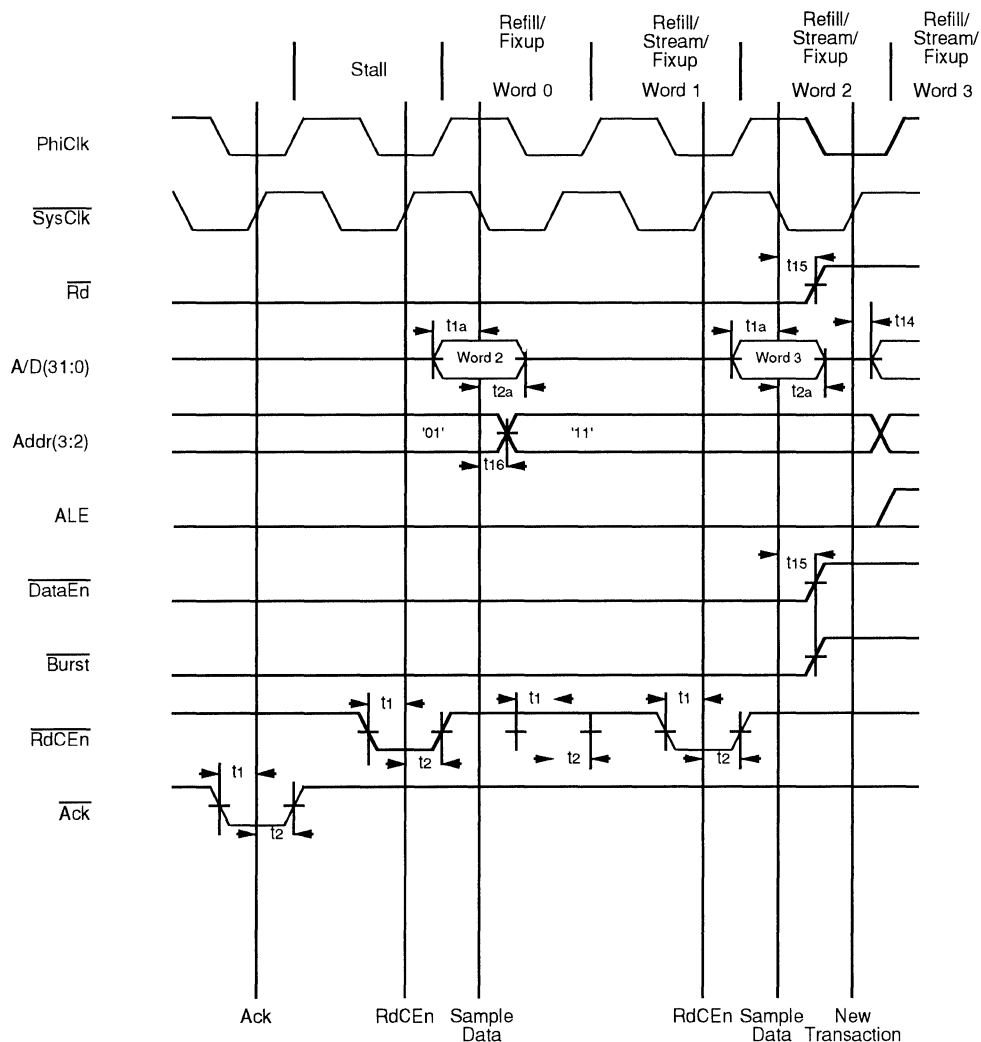 Refill/
Fixup
Word 0
Refill/
Stream/
Fixup
Word 1
Refill/
Stream/
Fixup
Word 2
Refill/
Stream/
Fixup
Word 3
Stall
PhiClk
SysClk
Rd
t15
A/D(31:0)
t1a
Word 2
t2a
t1a
Word 3
t2a
t14
Addr(3:2)
'01'
'11'
t16
ALE
DataEn
t15
Burst
RdCEn
t1
t2
t1
t2
t1
t2
Ack
t1
t2
Ack
RdCEn
Sample
Data
RdCEn
Sample
Data
New
Transaction